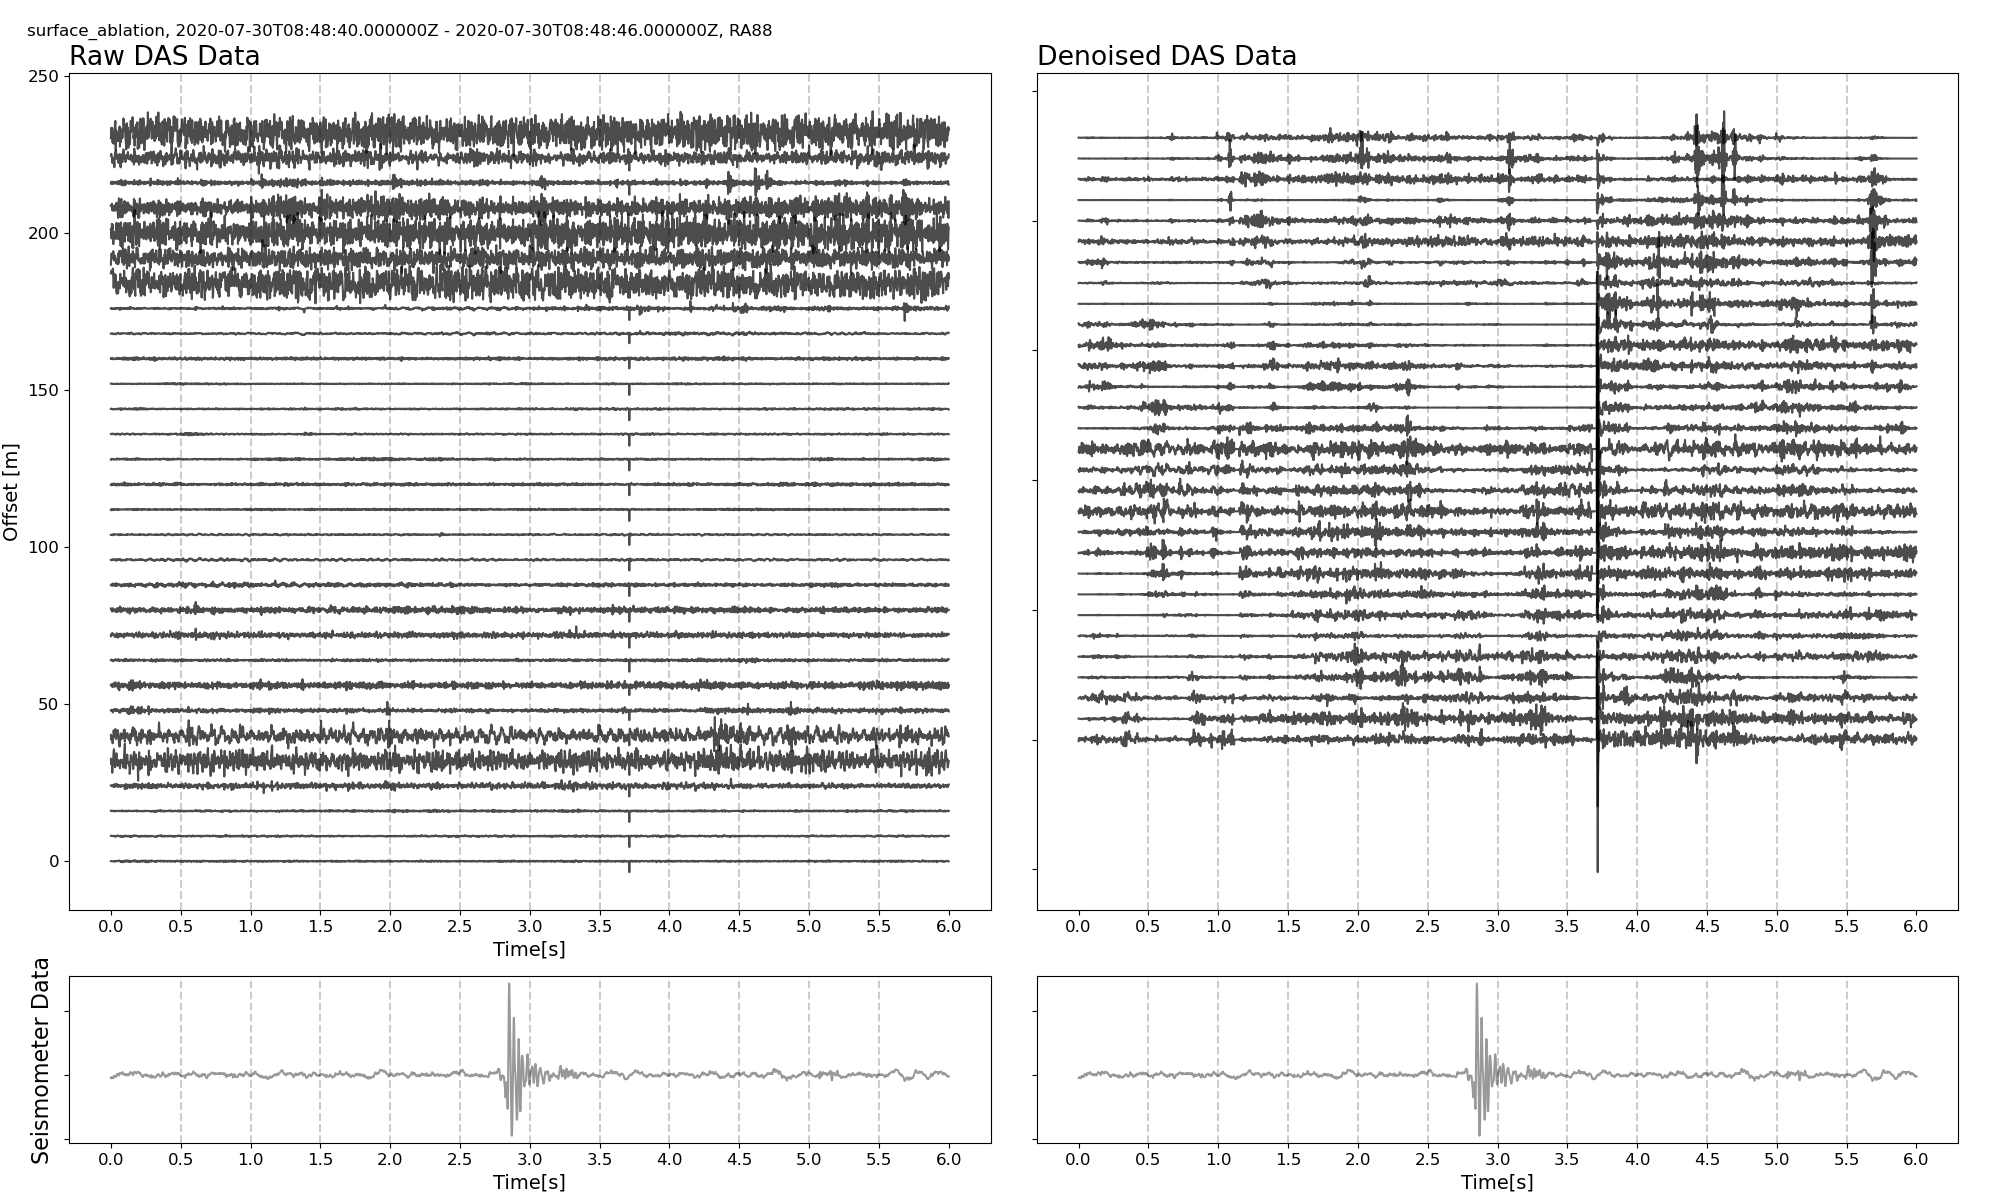 surface_ablation, 2020-07-30T08:48:40.000000Z - 2020-07-30T08:48:46.000000Z, RA88
Raw DAS Data
Denoised DAS Data
250
200
150
100
50
0
Offset [m]
0.0 0.5 1.0 1.5 2.0 2.5 3.0 3.5 4.0 4.5 5.0 5.5 6.0
Time[s]
0.0 0.5 1.0 1.5 2.0 2.5 3.0 3.5 4.0 4.5 5.0 5.5 6.0
Seismometer Data
0.0 0.5 1.0 1.5 2.0 2.5 3.0 3.5 4.0 4.5 5.0 5.5 6.0
Time[s]
0.0 0.5 1.0 1.5 2.0 2.5 3.0 3.5 4.0 4.5 5.0 5.5 6.0
Time[s]